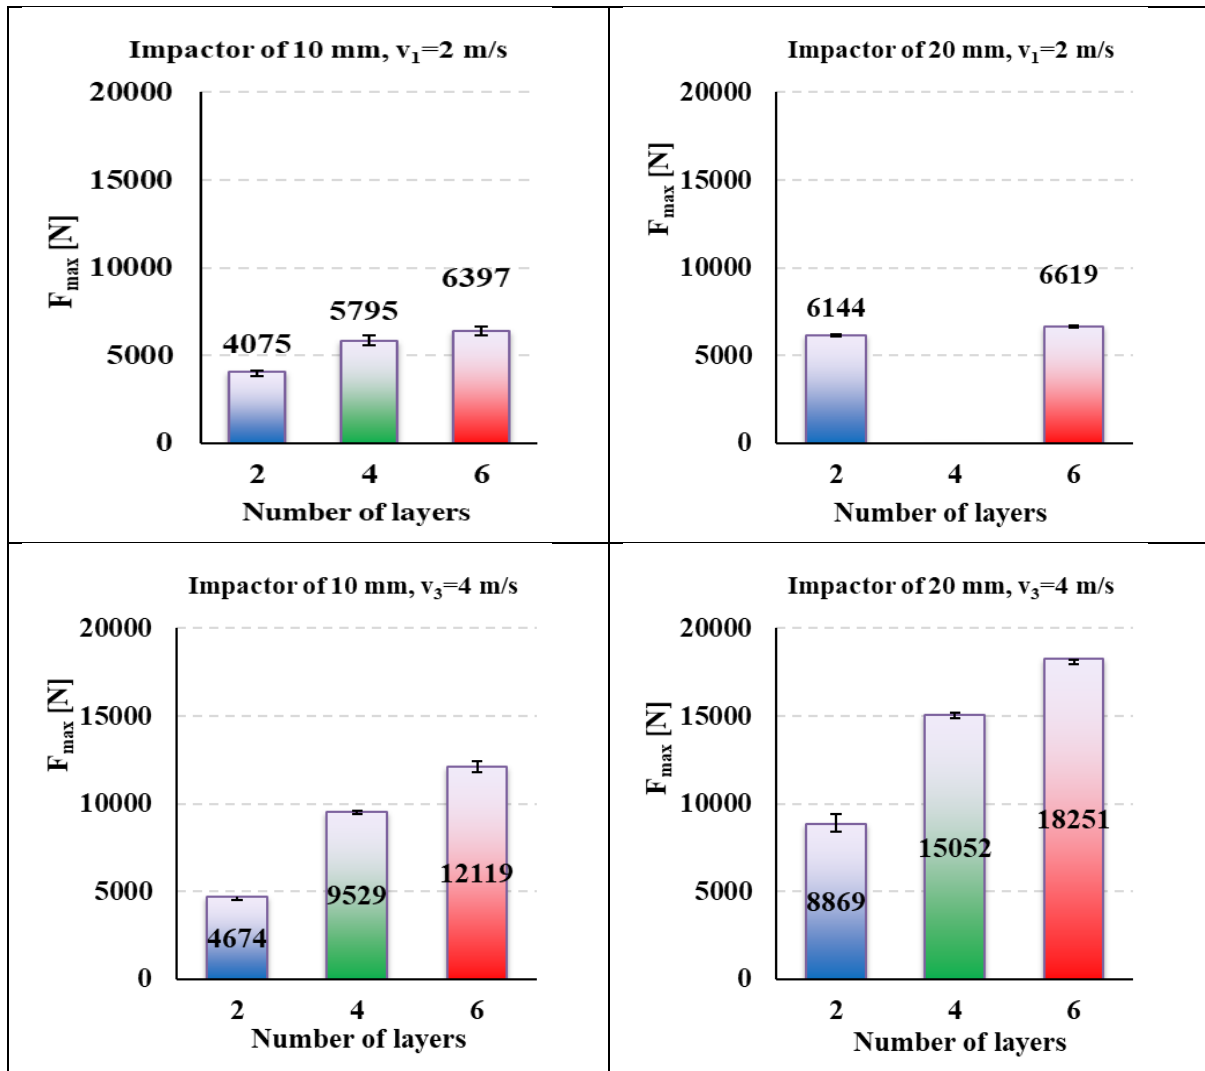 Impactor of 10 mm, v₁=2 m/s
20000
15000
10000
5000
0
F_max [N]
4075
5795
6397
2 4 6
Number of layers
Impactor of 20 mm, v₁=2 m/s
20000
15000
10000
5000
0
F_max [N]
6144
6619
2 4 6
Number of layers
Impactor of 10 mm, v₃=4 m/s
20000
15000
10000
5000
0
F_max [N]
4674
9529
12119
2 4 6
Number of layers
Impactor of 20 mm, v₃=4 m/s
20000
15000
10000
5000
0
F_max [N]
8869
15052
18251
2 4 6
Number of layers